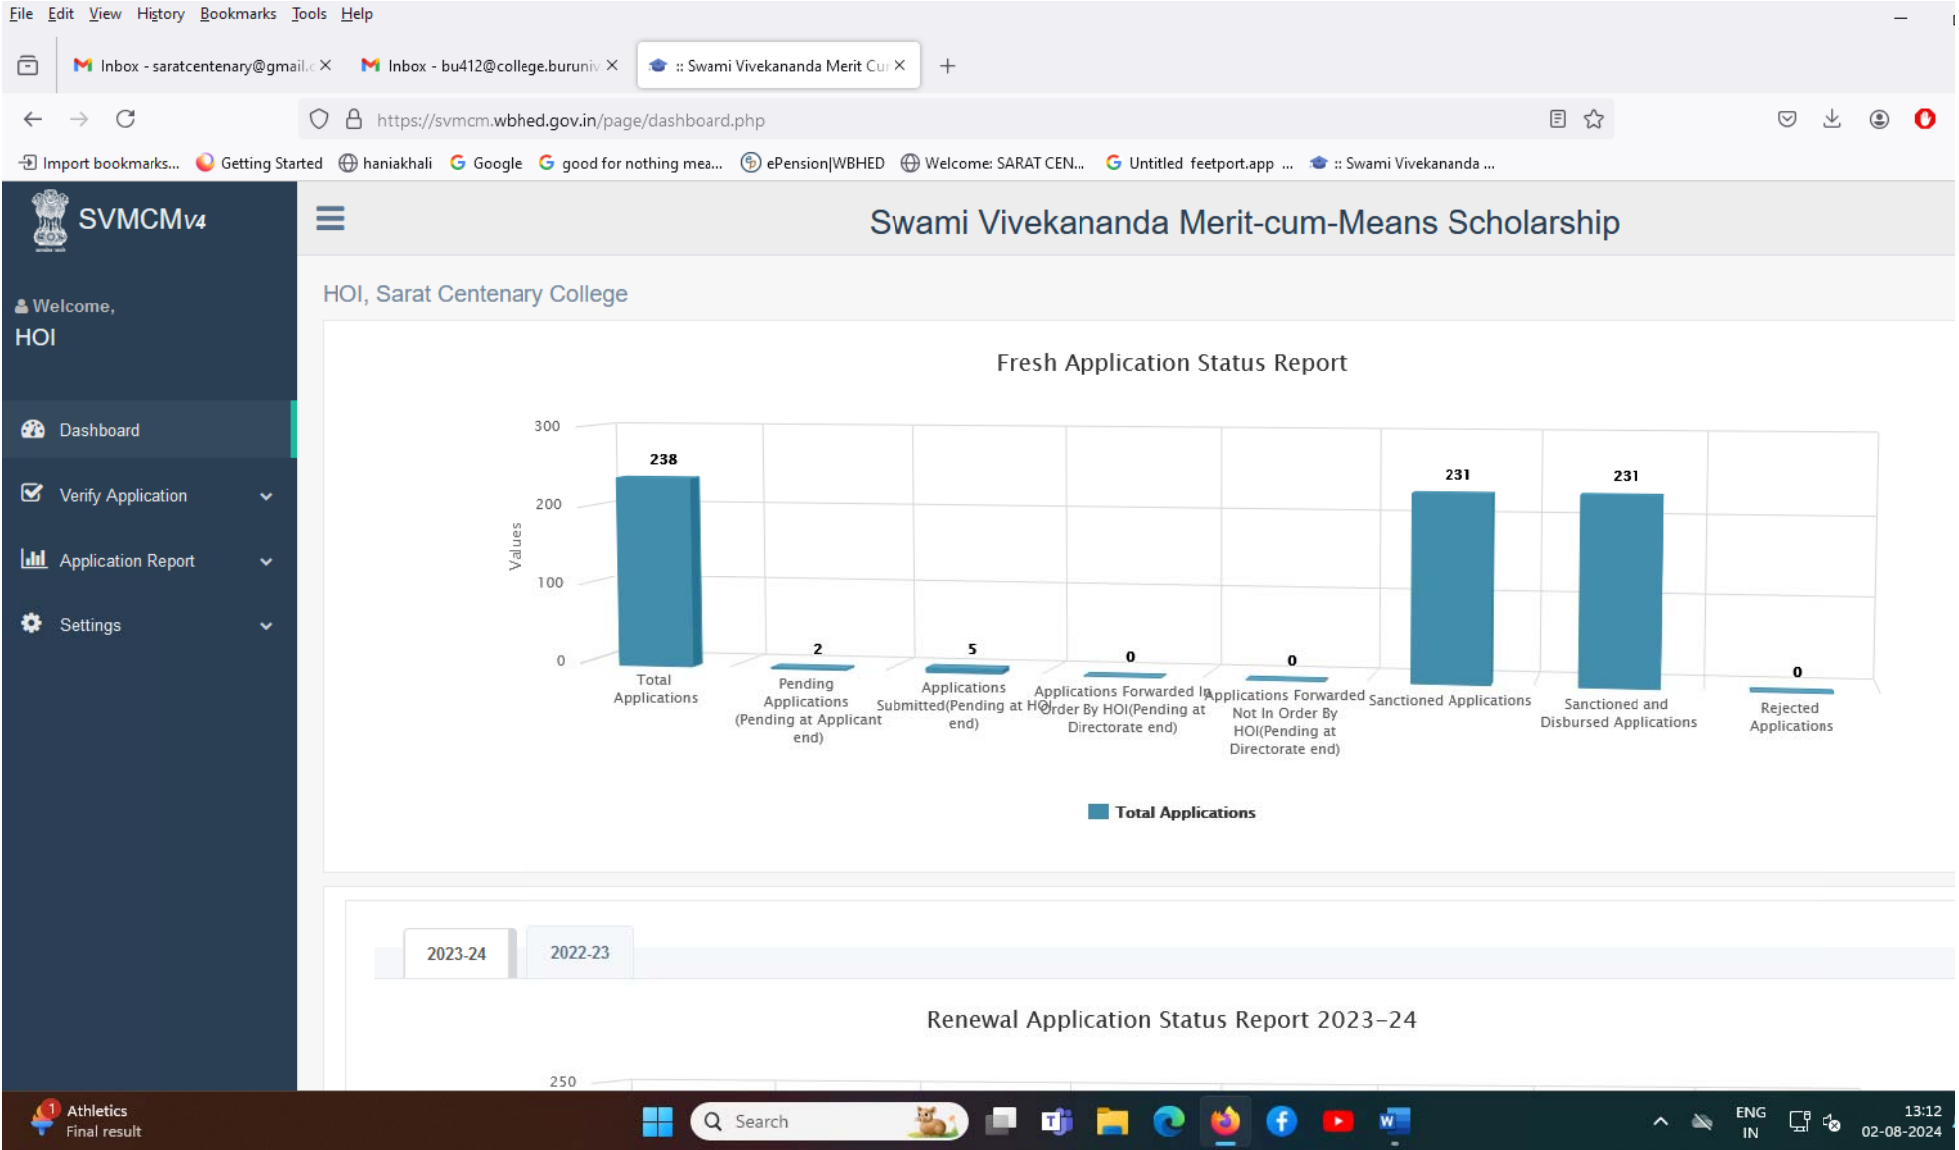 File Edit View History Bookmarks Tools Help
Inbox - saratcentenary@gmail.c Inbox - bu412@college.buruniv :: Swami Vivekananda Merit Cur
https://svmcm.wbhed.gov.in/page/dashboard.php
Import bookmarks... Getting Started haniakhali Google good for nothing mea... ePension|WBHED Welcome: SARAT CEN... Untitled feetport.app ... :: Swami Vivekananda ...
SVMCMV4
Swami Vivekananda Merit-cum-Means Scholarship
Welcome,
HOI
Dashboard
Verify Application
Application Report
Settings
HOI, Sarat Centenary College
Fresh Application Status Report
Values
300
200
100
0
238
2
5
0
0
231
231
0
Total
Applications
Pending
Applications
(Pending at Applicant
end)
Applications
Submitted(Pending at HOI
end)
Applications Forwarded In
Order By HOI(Pending at
Directorate end)
Applications Forwarded
Not In Order By
HOI(Pending at
Directorate end)
Sanctioned Applications
Sanctioned and
Disbursed Applications
Rejected
Applications
Total Applications
2023-24 2022-23
Renewal Application Status Report 2023-24
250
1
Athletics
Final result
Search
ENG
IN
13:12
02-08-2024